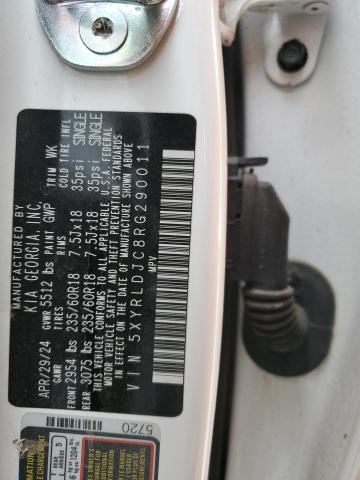 MANUFACTURED BY
KIA GEORGIA, INC.
APR/29/24 GVWR 5512 lbs PAINT GWP TRIM WK
GAWR TIRES RIMS COLD TIRE INFL
FRONT 2954 lbs 235/60R18 7.5Jx18 35psi SINGLE
REAR 3075 lbs 235/60R18 7.5Jx18 35psi SINGLE
THIS VEHICLE CONFORMS TO ALL APPLICABLE U.S.A. FEDERAL
MOTOR VEHICLE SAFETY AND THEFT PREVENTION STANDARDS
IN EFFECT ON THE DATE OF MANUFACTURE SHOWN ABOVE
VIN 5XYRLDJC8RG290011
MPV
5720